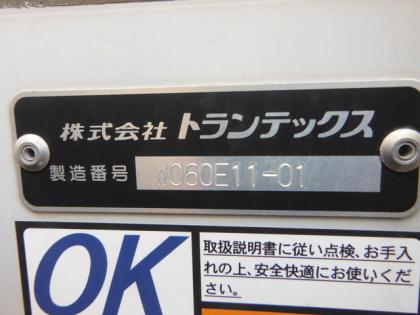 株式会社 トランテックス
製造番号 W060E11-01
OK
取扱説明書に従い点検、お手入
れの上、安全快適にお使いくだ
さい。